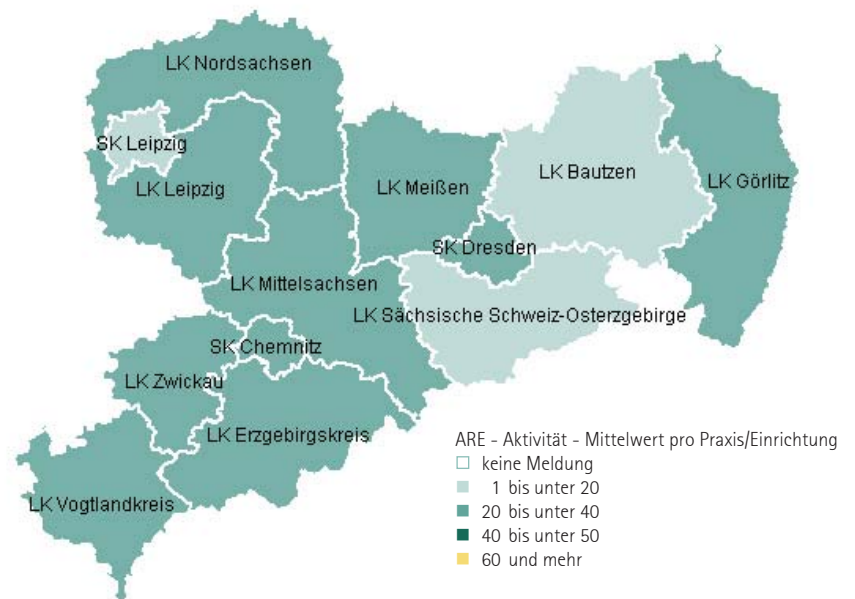 LK Nordsachsen
SK Leipzig
LK Leipzig
LK Meißen
LK Bautzen
LK Görlitz
SK Dresden
LK Mittelsachsen
LK Sächsische Schweiz-Osterzgebirge
SK Chemnitz
LK Zwickau
LK Erzgebirgskreis
LK Vogtlandkreis
ARE - Aktivität - Mittelwert pro Praxis/Einrichtung
keine Meldung
1 bis unter 20
20 bis unter 40
40 bis unter 50
60 und mehr